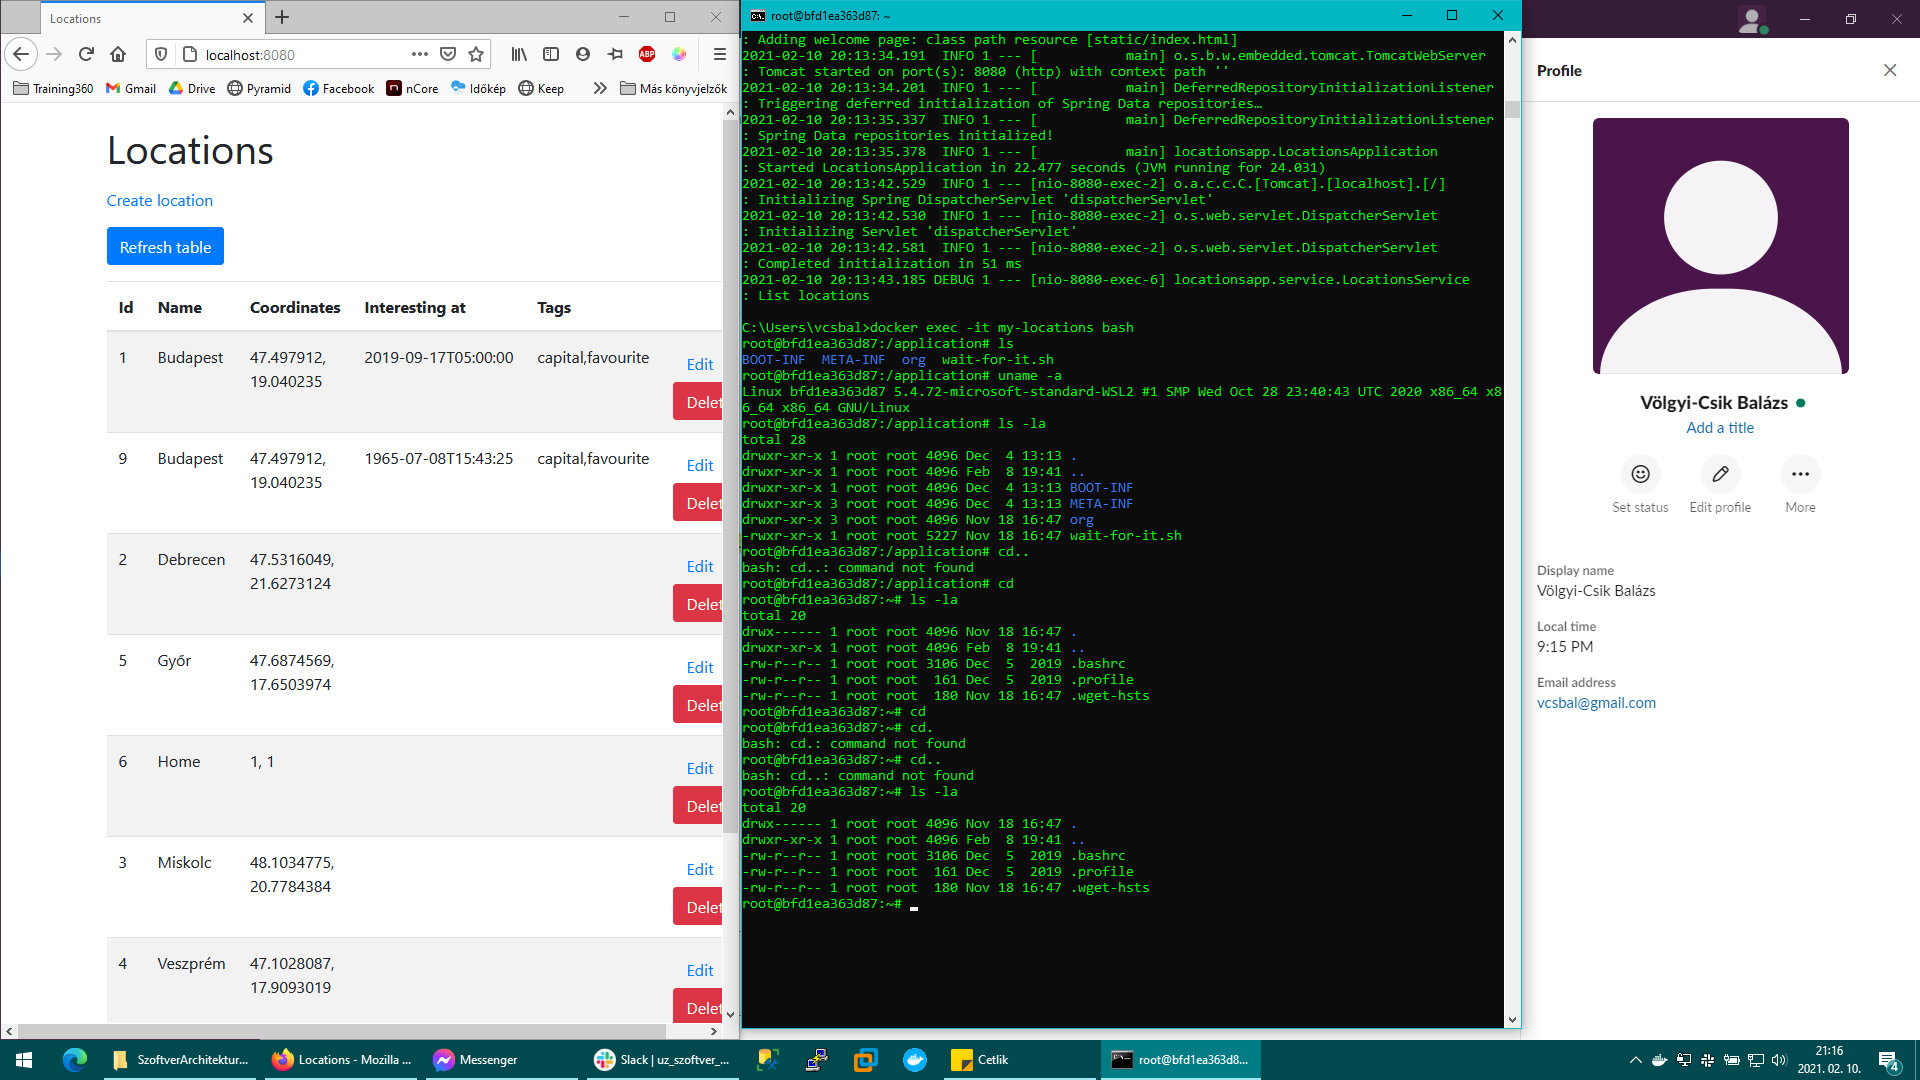 Locations
localhost:8080
Training360 Gmail Drive Pyramid Facebook nCore Időkép Keep Más könyvjelzők
Locations
Create location
Refresh table
Id Name Coordinates Interesting at Tags
1 Budapest 47.497912, 2019-09-17T05:00:00 capital,favourite Edit
19.040235 Delet
9 Budapest 47.497912, 1965-07-08T15:43:25 capital,favourite Edit
19.040235 Delet
2 Debrecen 47.5316049, Edit
21.6273124 Delet
5 Győr 47.6874569, Edit
17.6503974 Delet
6 Home 1, 1 Edit
Delet
3 Miskolc 48.1034775, Edit
20.7784384 Delet
4 Veszprém 47.1028087, Edit
17.9093019 Delet
root@bfd1ea363d87: ~
: Adding welcome page: class path resource [static/index.html]
2021-02-10 20:13:34.191  INFO 1 --- [           main] o.s.b.w.embedded.tomcat.TomcatWebServer
: Tomcat started on port(s): 8080 (http) with context path ''
2021-02-10 20:13:34.201  INFO 1 --- [           main] DeferredRepositoryInitializationListener
: Triggering deferred initialization of Spring Data repositories…
2021-02-10 20:13:35.337  INFO 1 --- [           main] DeferredRepositoryInitializationListener
: Spring Data repositories initialized!
2021-02-10 20:13:35.378  INFO 1 --- [           main] locationsapp.LocationsApplication
: Started LocationsApplication in 22.477 seconds (JVM running for 24.031)
2021-02-10 20:13:42.529  INFO 1 --- [nio-8080-exec-2] o.a.c.c.C.[Tomcat].[localhost].[/]
: Initializing Spring DispatcherServlet 'dispatcherServlet'
2021-02-10 20:13:42.530  INFO 1 --- [nio-8080-exec-2] o.s.web.servlet.DispatcherServlet
: Initializing Servlet 'dispatcherServlet'
2021-02-10 20:13:42.581  INFO 1 --- [nio-8080-exec-2] o.s.web.servlet.DispatcherServlet
: Completed initialization in 51 ms
2021-02-10 20:13:43.185 DEBUG 1 --- [nio-8080-exec-6] locationsapp.service.LocationsService
: List locations
C:\Users\vcsbal>docker exec -it my-locations bash
root@bfd1ea363d87:/application# ls
BOOT-INF  META-INF  org  wait-for-it.sh
root@bfd1ea363d87:/application# uname -a
Linux bfd1ea363d87 5.4.72-microsoft-standard-WSL2 #1 SMP Wed Oct 28 23:40:43 UTC 2020 x86_64 x8
6_64 x86_64 GNU/Linux
root@bfd1ea363d87:/application# ls -la
total 28
drwxr-xr-x 1 root root 4096 Dec  4 13:13 .
drwxr-xr-x 1 root root 4096 Feb  8 19:41 ..
drwxr-xr-x 1 root root 4096 Dec  4 13:13 BOOT-INF
drwxr-xr-x 3 root root 4096 Dec  4 13:13 META-INF
drwxr-xr-x 3 root root 4096 Nov 18 16:47 org
-rwxr-xr-x 1 root root 5227 Nov 18 16:47 wait-for-it.sh
root@bfd1ea363d87:/application# cd..
bash: cd..: command not found
root@bfd1ea363d87:/application# cd
root@bfd1ea363d87:~# ls -la
total 20
drwx------ 1 root root 4096 Nov 18 16:47 .
drwxr-xr-x 1 root root 4096 Feb  8 19:41 ..
-rw-r--r-- 1 root root 3106 Dec  5  2019 .bashrc
-rw-r--r-- 1 root root  161 Dec  5  2019 .profile
-rw-r--r-- 1 root root  180 Nov 18 16:47 .wget-hsts
root@bfd1ea363d87:~# cd
root@bfd1ea363d87:~# cd.
bash: cd.: command not found
root@bfd1ea363d87:~# cd..
bash: cd..: command not found
root@bfd1ea363d87:~# ls -la
total 20
drwx------ 1 root root 4096 Nov 18 16:47 .
drwxr-xr-x 1 root root 4096 Feb  8 19:41 ..
-rw-r--r-- 1 root root 3106 Dec  5  2019 .bashrc
-rw-r--r-- 1 root root  161 Dec  5  2019 .profile
-rw-r--r-- 1 root root  180 Nov 18 16:47 .wget-hsts
root@bfd1ea363d87:~#
Profile
Völgyi-Csik Balázs
Add a title
Set status Edit profile More
Display name
Völgyi-Csik Balázs
Local time
9:15 PM
Email address
vcsbal@gmail.com
SzoftverArchitektur... Locations - Mozilla ... Messenger Slack | uz_szoftver_... Cetlik root@bfd1ea363d8... 21:16
2021. 02. 10. 4